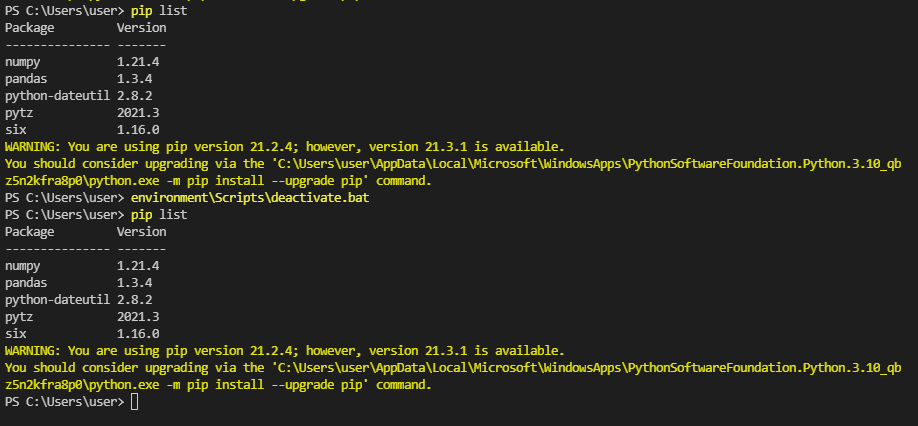 PS C:\Users\user> pip list
Package         Version
--------------- -------
numpy           1.21.4
pandas          1.3.4
python-dateutil 2.8.2
pytz            2021.3
six             1.16.0
WARNING: You are using pip version 21.2.4; however, version 21.3.1 is available.
You should consider upgrading via the 'C:\Users\user\AppData\Local\Microsoft\WindowsApps\PythonSoftwareFoundation.Python.3.10_qb
z5n2kfra8p0\python.exe -m pip install --upgrade pip' command.
PS C:\Users\user> environment\Scripts\deactivate.bat
PS C:\Users\user> pip list
Package         Version
--------------- -------
numpy           1.21.4
pandas          1.3.4
python-dateutil 2.8.2
pytz            2021.3
six             1.16.0
WARNING: You are using pip version 21.2.4; however, version 21.3.1 is available.
You should consider upgrading via the 'C:\Users\user\AppData\Local\Microsoft\WindowsApps\PythonSoftwareFoundation.Python.3.10_qb
z5n2kfra8p0\python.exe -m pip install --upgrade pip' command.
PS C:\Users\user>